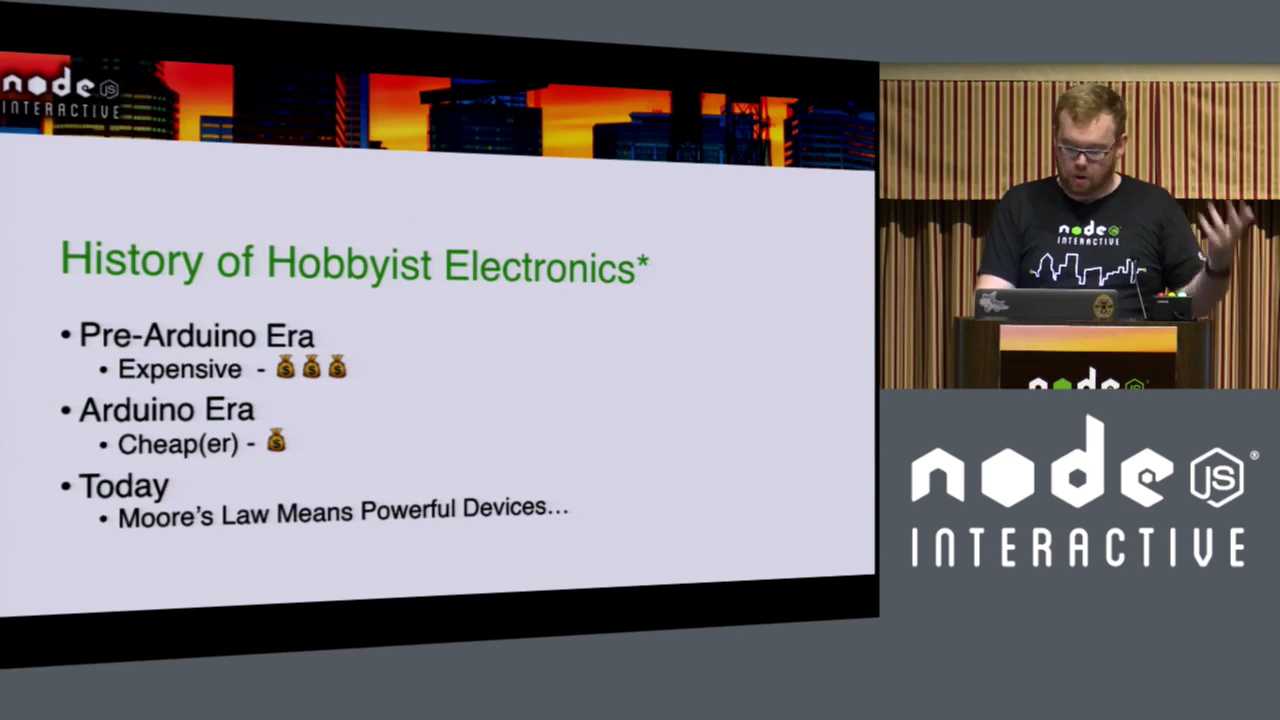 node JS
INTERACTIVE
History of Hobbyist Electronics*
• Pre-Arduino Era
• Expensive - 💰💰💰
• Arduino Era
• Cheap(er) - 💰
• Today
• Moore's Law Means Powerful Devices...
node
INTERACTIVE
node
node JS®
INTERACTIVE